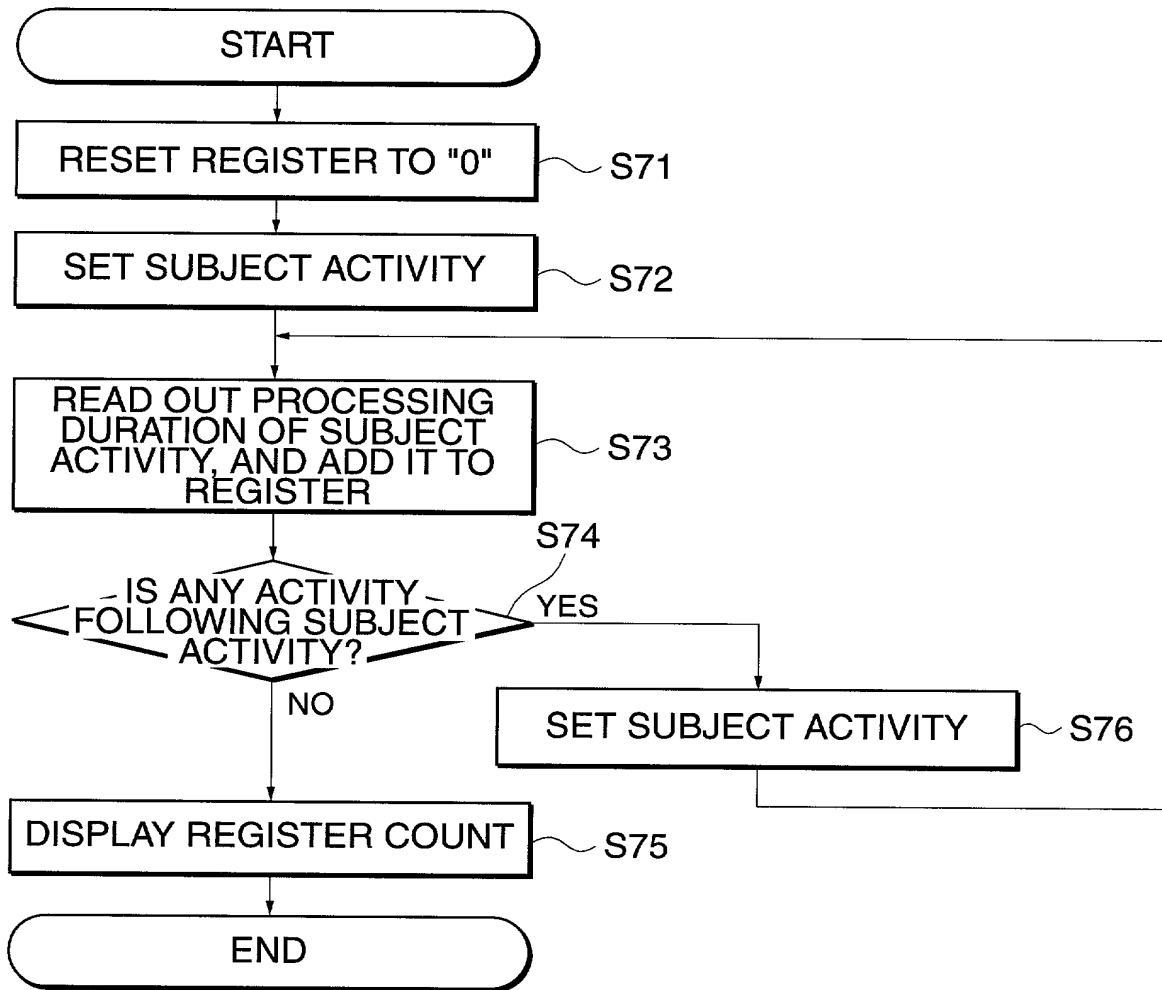 START
RESET REGISTER TO "0"
S71
SET SUBJECT ACTIVITY
S72
READ OUT PROCESSING
DURATION OF SUBJECT
ACTIVITY, AND ADD IT TO
REGISTER
S73
S74
IS ANY ACTIVITY
FOLLOWING SUBJECT
ACTIVITY?
YES
NO
SET SUBJECT ACTIVITY
S76
DISPLAY REGISTER COUNT
S75
END